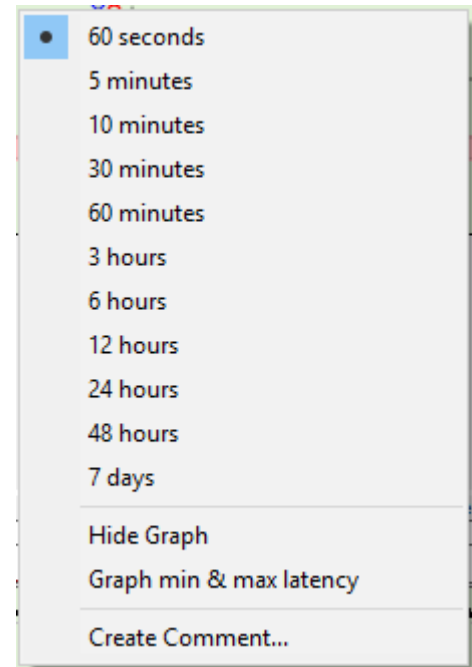 60 seconds
5 minutes
10 minutes
30 minutes
60 minutes
3 hours
6 hours
12 hours
24 hours
48 hours
7 days
Hide Graph
Graph min & max latency
Create Comment...